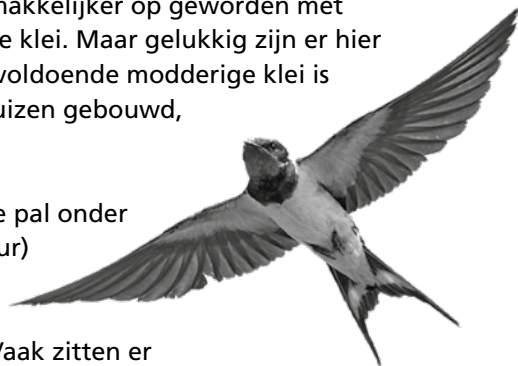 makkelijker op geworden met
e klei. Maar gelukkig zijn er hier
voldoende modderige klei is
uizen gebouwd,
e pal onder
ur)
Vaak zitten er